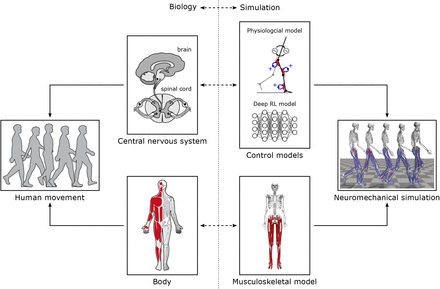 Biology
Simulation
brain
spinal cord
Central nervous system
Physiologcial model
+
+
+
Deep RL model
Control models
Human movement
Neuromechanical simulation
Body
Musculoskeletal model